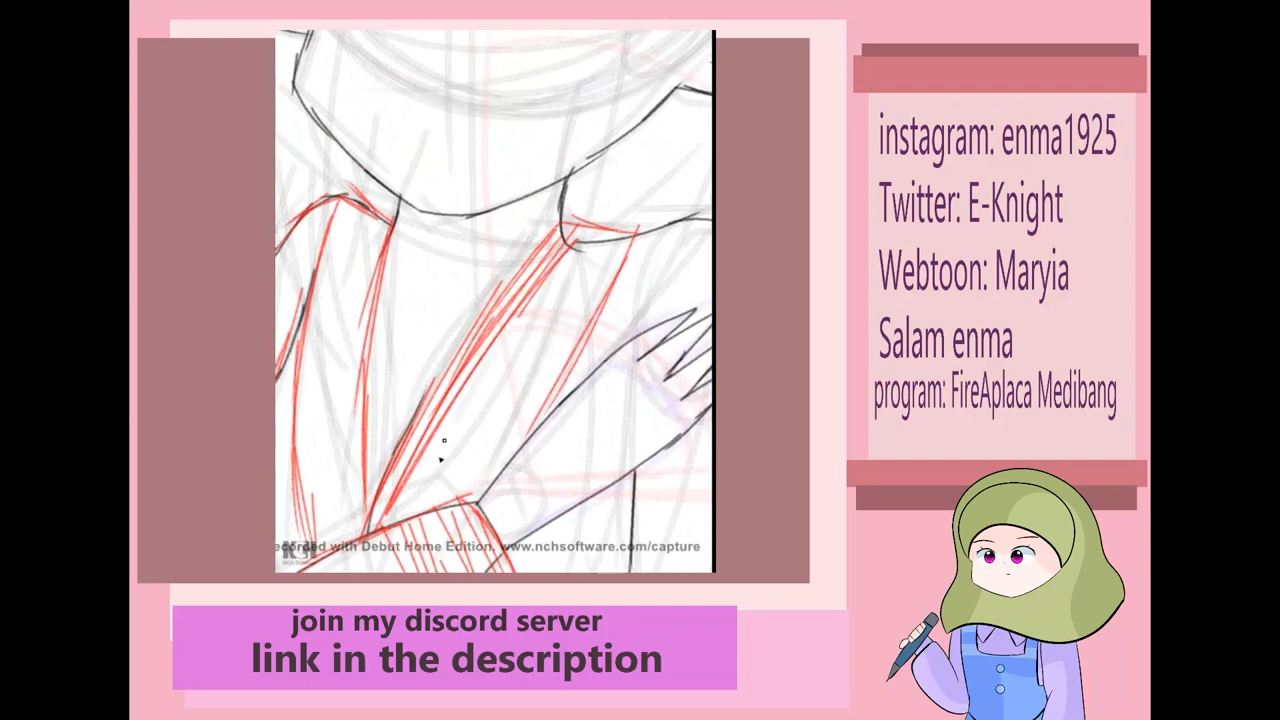 instagram: enma1925
Twitter: E-Knight
Webtoon: Maryia
Salam enma
program: FireAplaca Medibang
ecorded with Debut Home Edition, www.nchsoftware.com/capture
join my discord server
link in the description